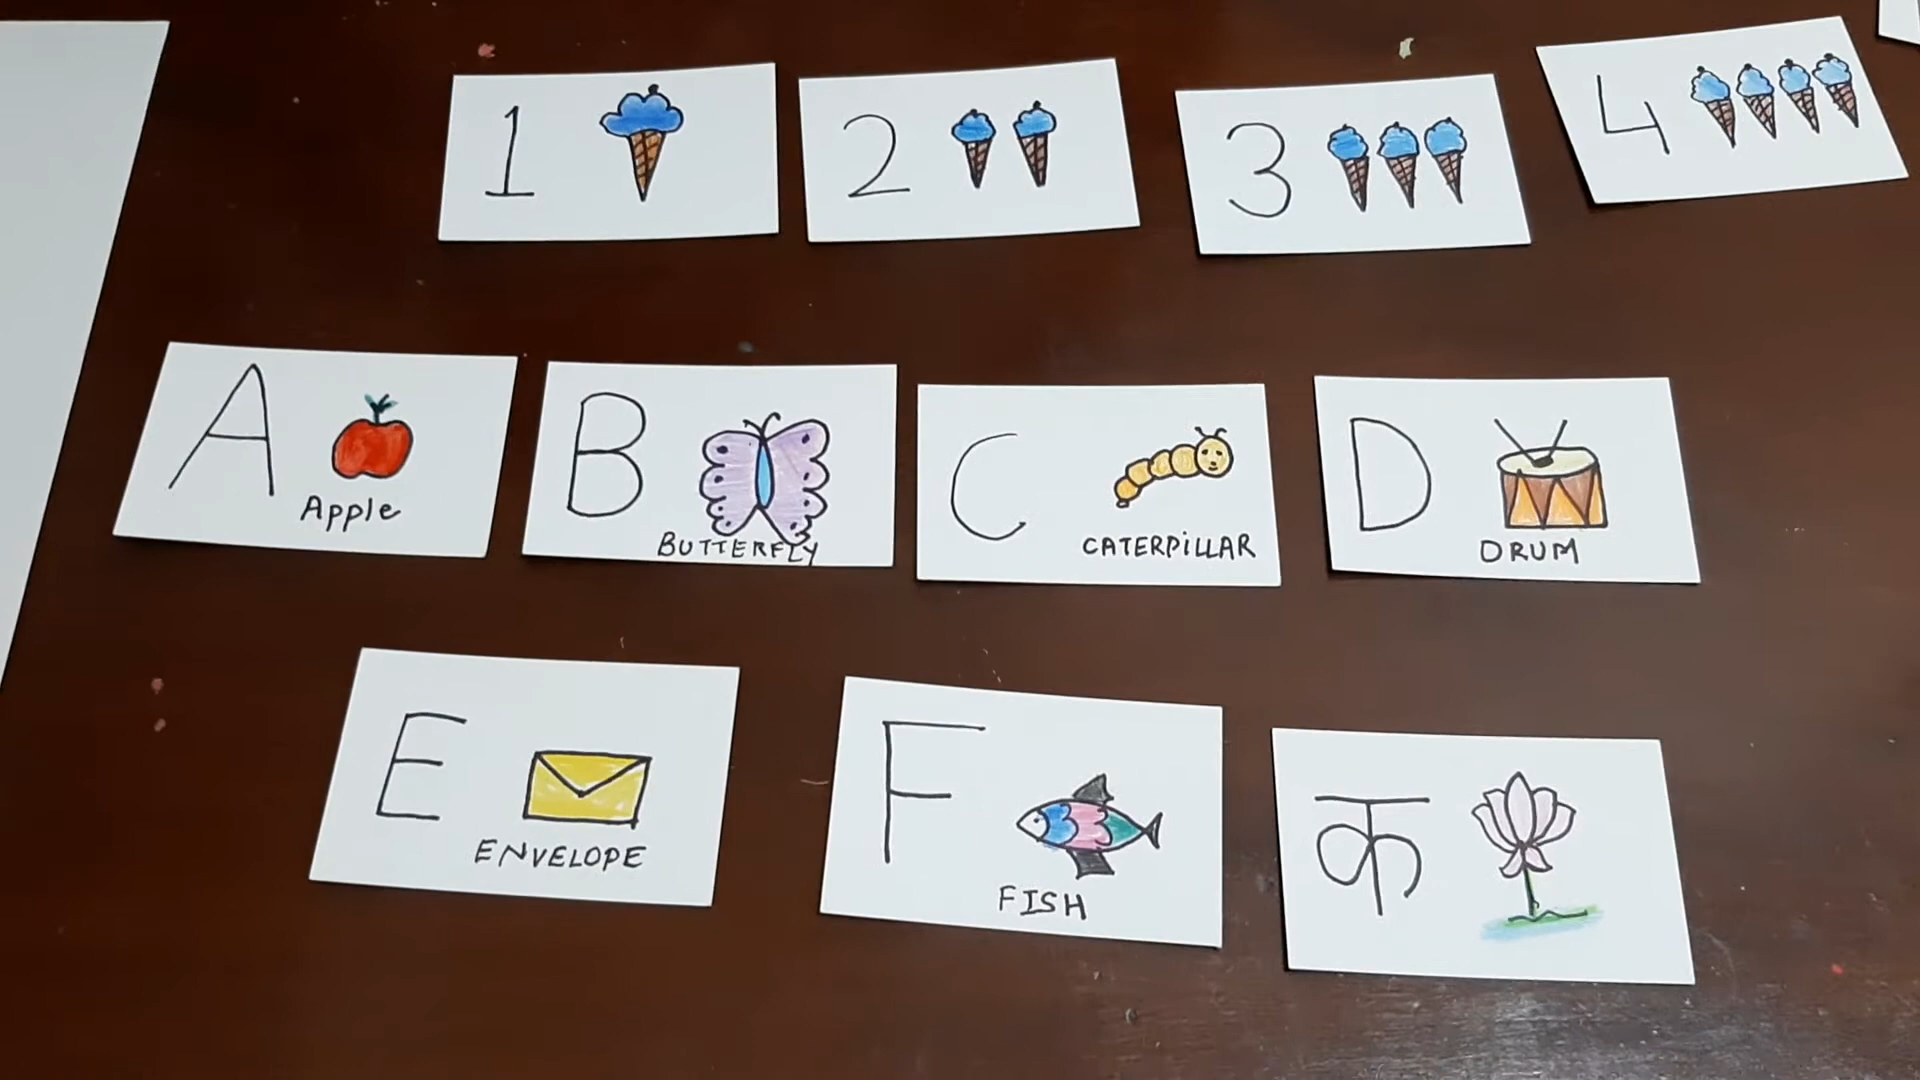 1
2
3
4
A
Apple
B
BUTTERFLY
C
CATERPiLLAR
D
DRUM
E
ENVELOPE
F
FISH
क